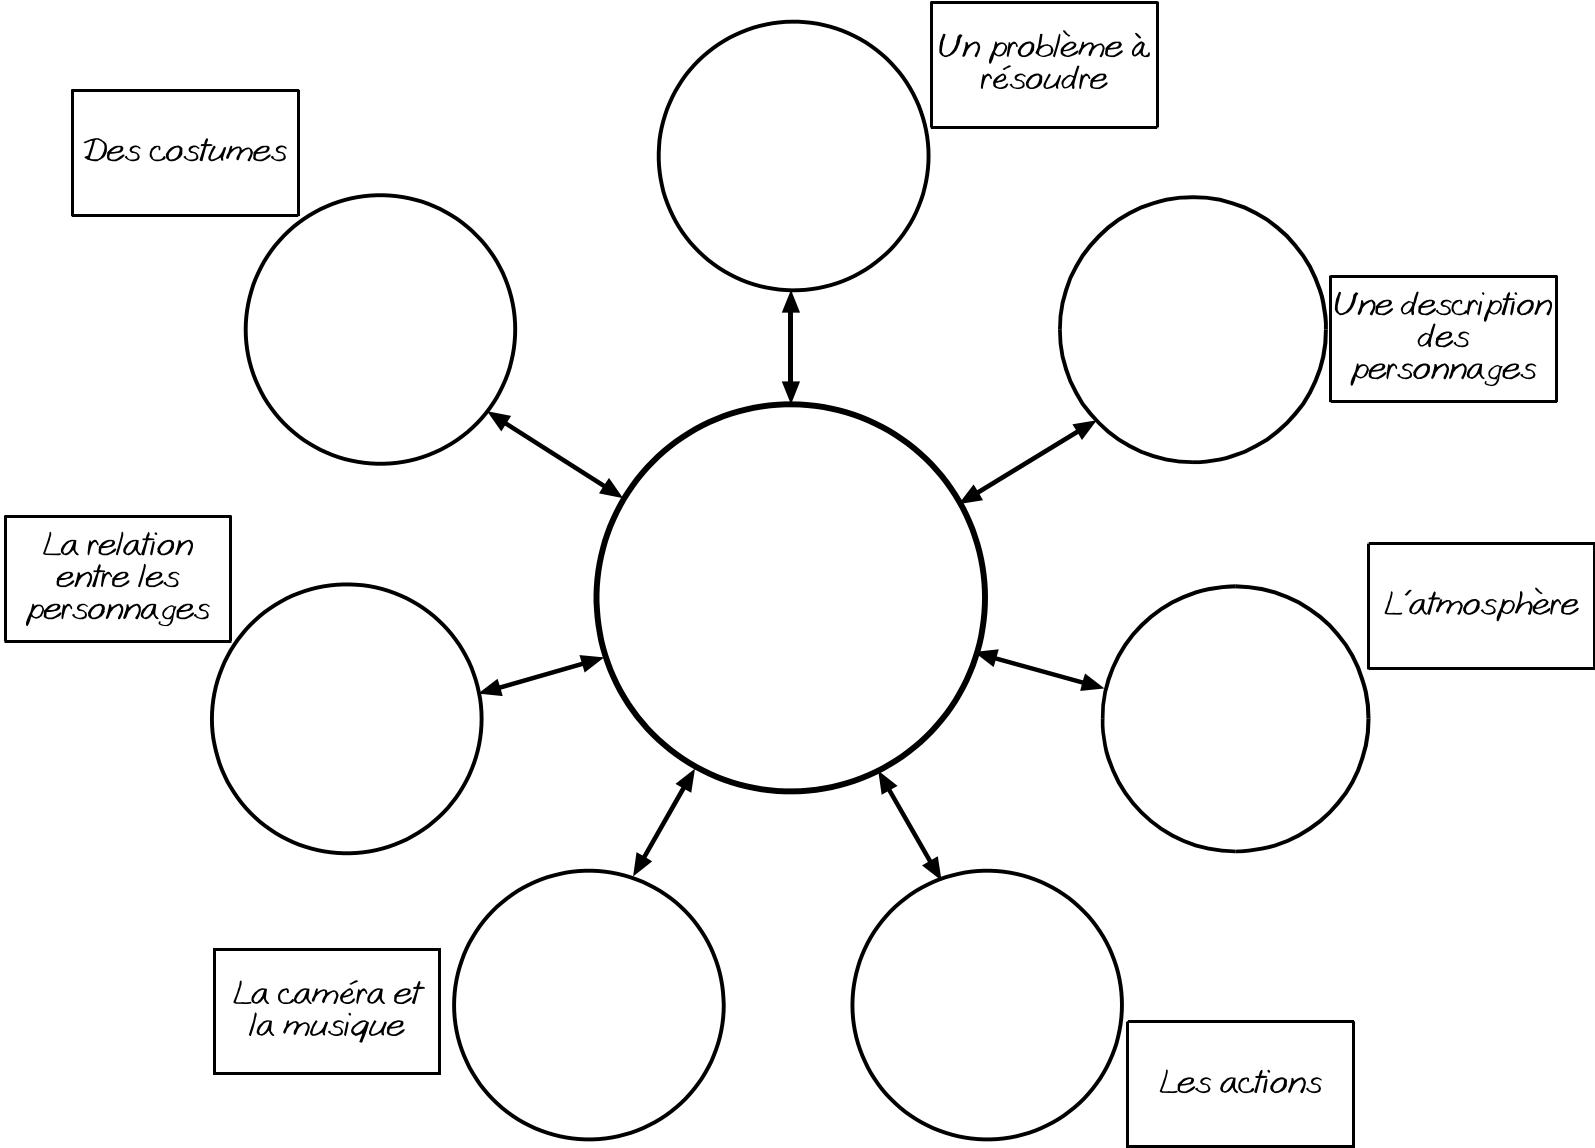 Un problème à
résoudre
Des costumes
Une description
des
personnages
La relation
entre les
personnages
L'atmosphère
La caméra et
la musique
Les actions